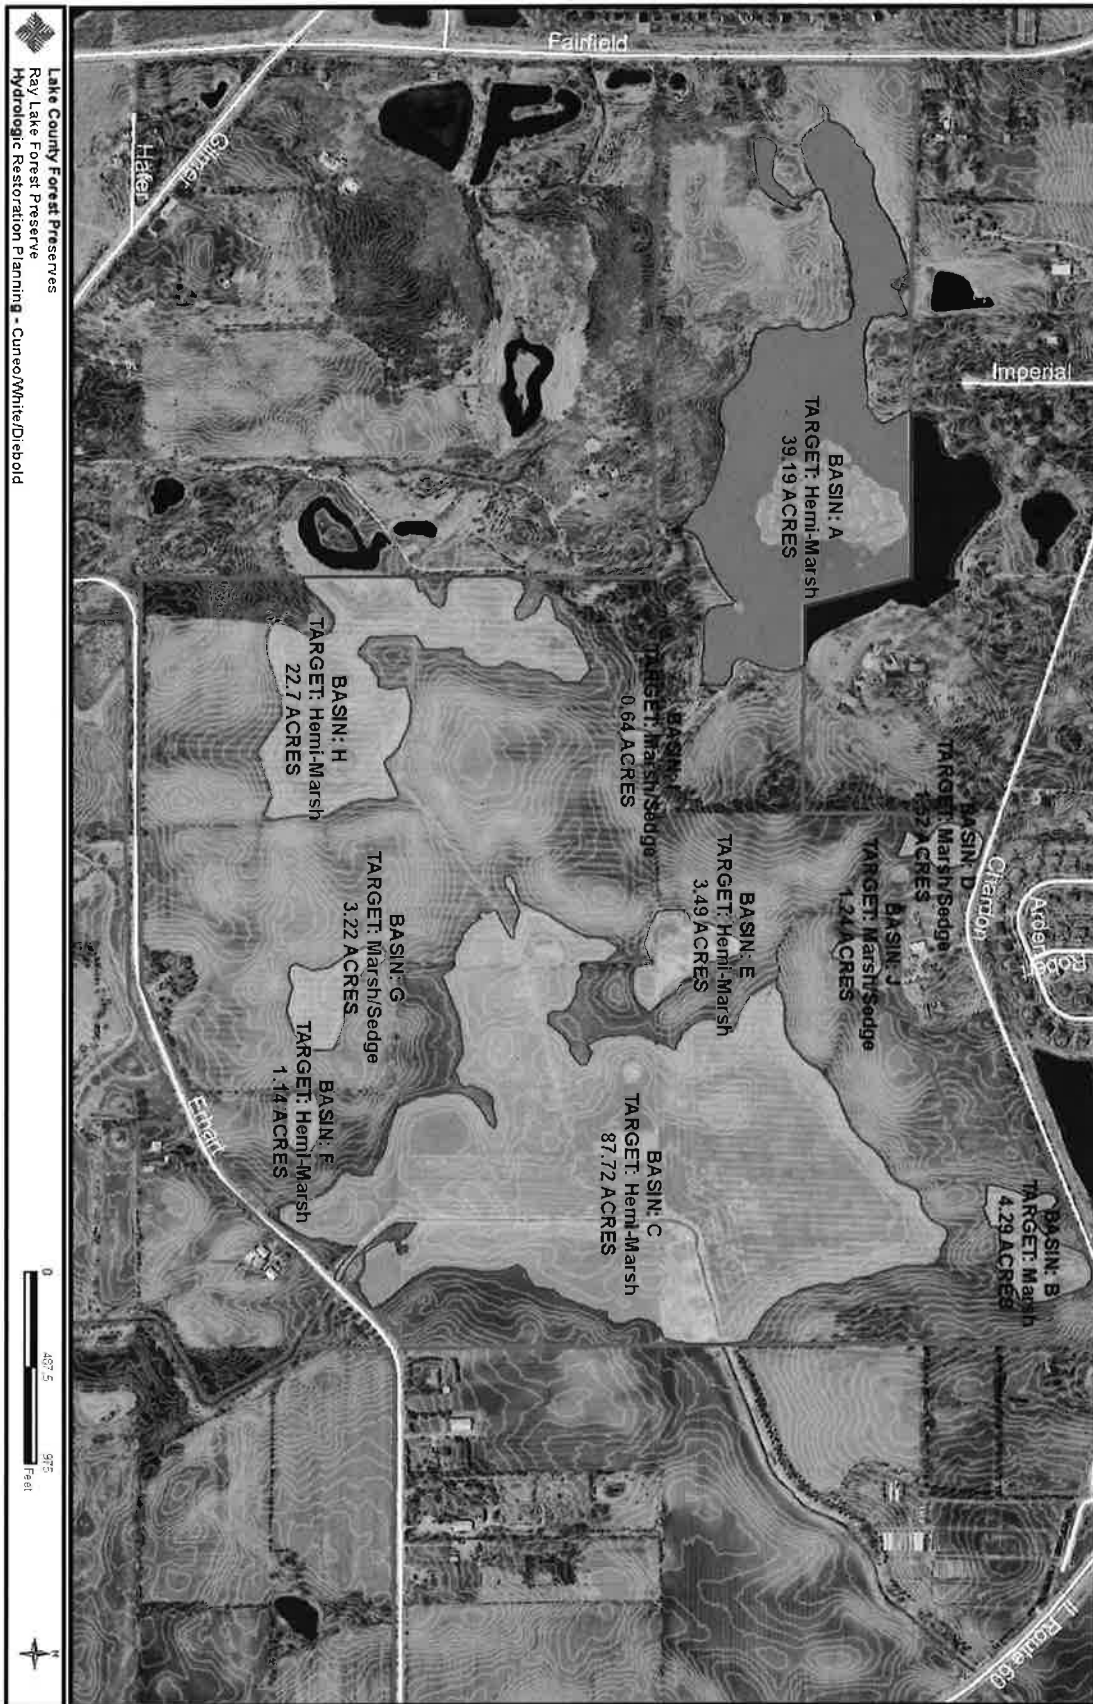 Fairfield
Gilmer
Hafer
Imperial
BASIN: A
TARGET: Hemi-Marsh
39.19 ACRES
Chardon
Arden
BASIN: D
TARGET: Marsh/Sedge
1.52 ACRES
BASIN: J
TARGET: Marsh/Sedge
1.24 ACRES
BASIN: B
TARGET: Marsh
4.29 ACRES
BASIN: I
TARGET: Marsh/Sedge
0.64 ACRES
BASIN: E
TARGET: Hemi-Marsh
3.49 ACRES
BASIN: C
TARGET: Hemi-Marsh
87.72 ACRES
BASIN: H
TARGET: Hemi-Marsh
22.7 ACRES
BASIN: G
TARGET: Marsh/Sedge
3.22 ACRES
BASIN: F
TARGET: Hemi-Marsh
1.14 ACRES
Erhart
IL Route 60
Lake County Forest Preserves
Ray Lake Forest Preserve
Hydrologic Restoration Planning - Cuneo/White/Diebold
0 487.5 975
Feet
N